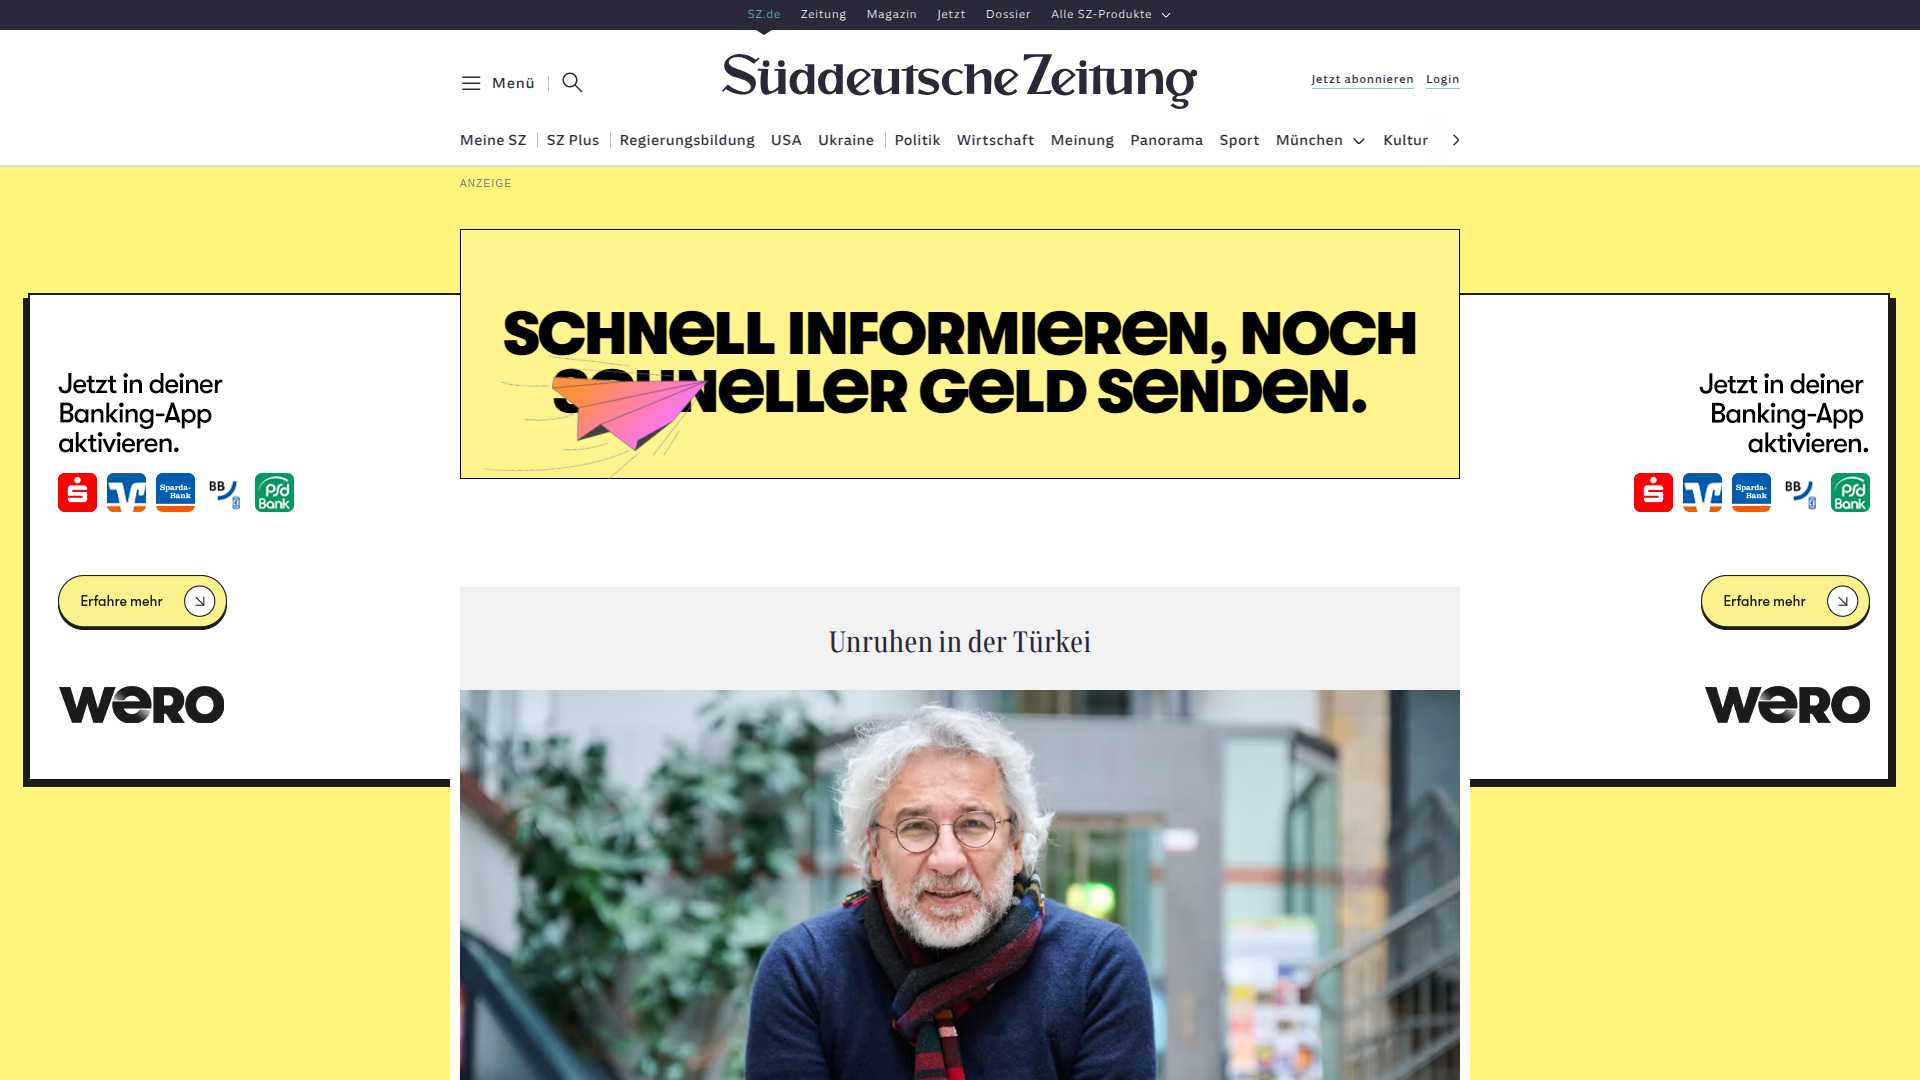 SZ.de Zeitung Magazin Jetzt Dossier Alle SZ-Produkte
Menü
Süddeutsche Zeitung
Jetzt abonnieren Login
Meine SZ SZ Plus Regierungsbildung USA Ukraine Politik Wirtschaft Meinung Panorama Sport München Kultur
ANZEIGE
SCHNELL INFORMIEREN, NOCH
SCHNELLER GELD SENDEN.
Jetzt in deiner
Banking-App
aktivieren.
S
Sparda-
Bank
BB
psd
Bank
Erfahre mehr
wero
Jetzt in deiner
Banking-App
aktivieren.
S
Sparda-
Bank
BB
psd
Bank
Erfahre mehr
wero
Unruhen in der Türkei